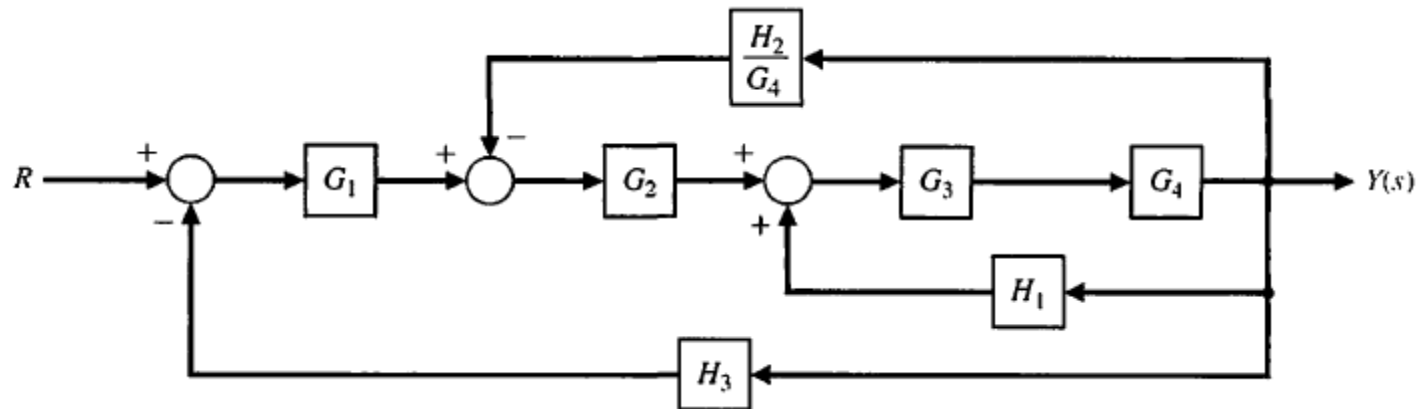 H₂
G₄
−
+ + +
R G₁ G₂ G₃ G₄ Y(s)
− +
H₁
H₃